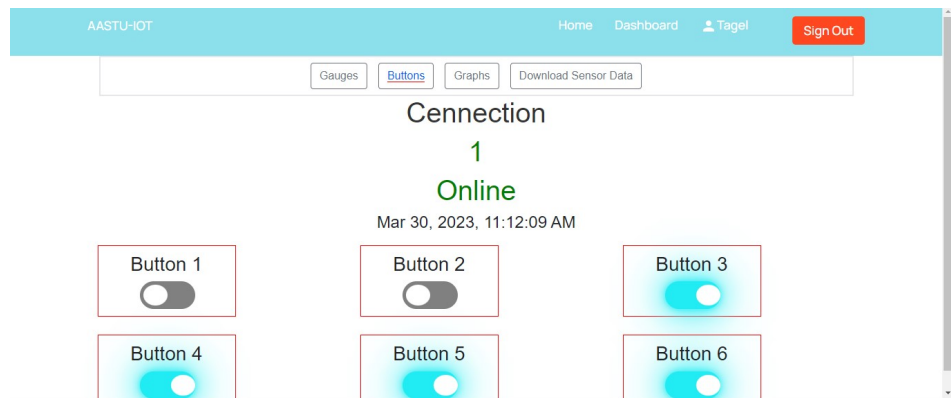 AASTU-IOT Home Dashboard Tagel Sign Out
Gauges Buttons Graphs Download Sensor Data
Cennection
1
Online
Mar 30, 2023, 11:12:09 AM
Button 1 Button 2 Button 3
Button 4 Button 5 Button 6